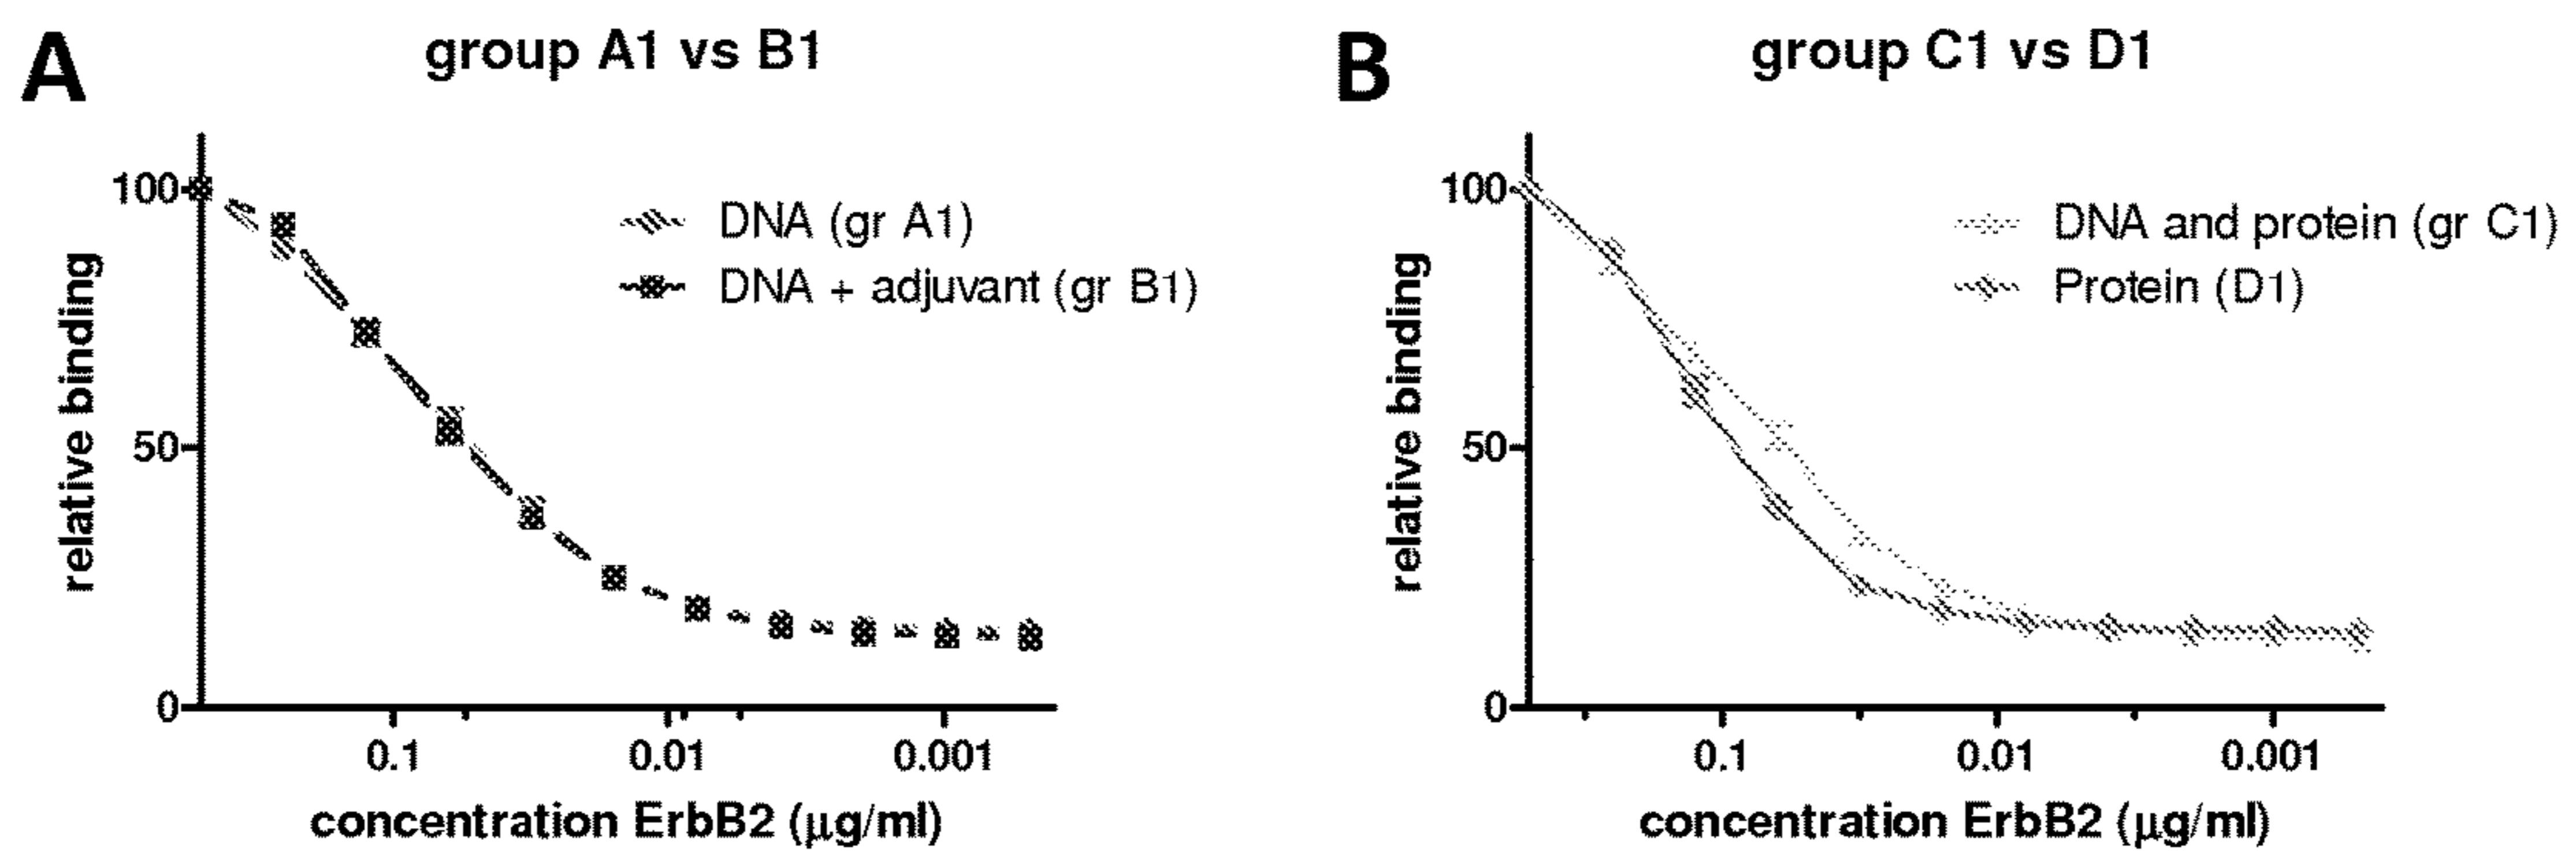 A
group A1 vs B1
100
50
0
relative binding
DNA (gr A1)
DNA + adjuvant (gr B1)
0.1
0.01
0.001
concentration ErbB2 (μg/ml)
B
group C1 vs D1
100
50
0
relative binding
DNA and protein (gr C1)
Protein (D1)
0.1
0.01
0.001
concentration ErbB2 (μg/ml)